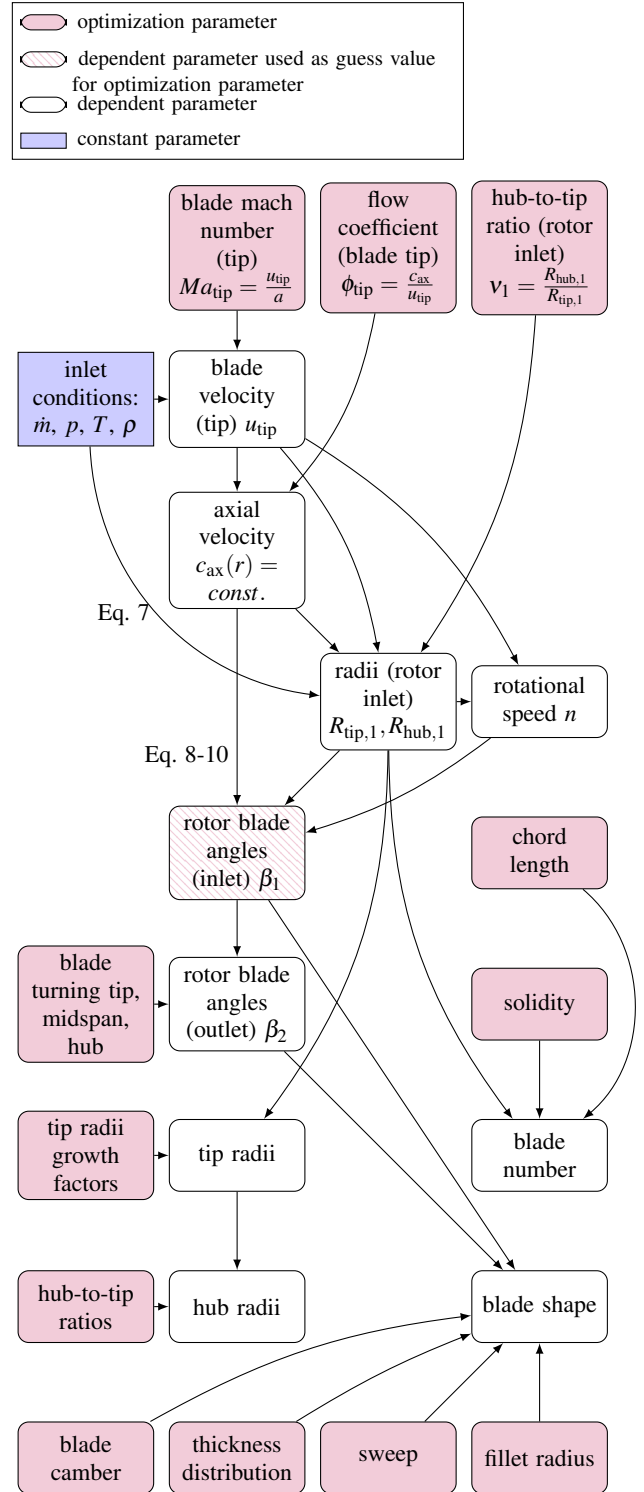 optimization parameter
dependent parameter used as guess value
for optimization parameter
dependent parameter
constant parameter
blade mach
number
(tip)
Ma_tip = u_tip/a
flow
coefficient
(blade tip)
ϕ_tip = c_ax/u_tip
hub-to-tip
ratio (rotor
inlet)
ν_1 = R_hub,1/R_tip,1
inlet
conditions:
ṁ, p, T, ρ
blade
velocity
(tip) u_tip
axial
velocity
c_ax(r) =
const.
Eq. 7
radii (rotor
inlet)
R_tip,1, R_hub,1
rotational
speed n
Eq. 8-10
rotor blade
angles
(inlet) β_1
chord
length
blade
turning tip,
midspan,
hub
rotor blade
angles
(outlet) β_2
solidity
tip radii
growth
factors
tip radii
blade
number
hub-to-tip
ratios
hub radii
blade shape
blade
camber
thickness
distribution
sweep
fillet radius